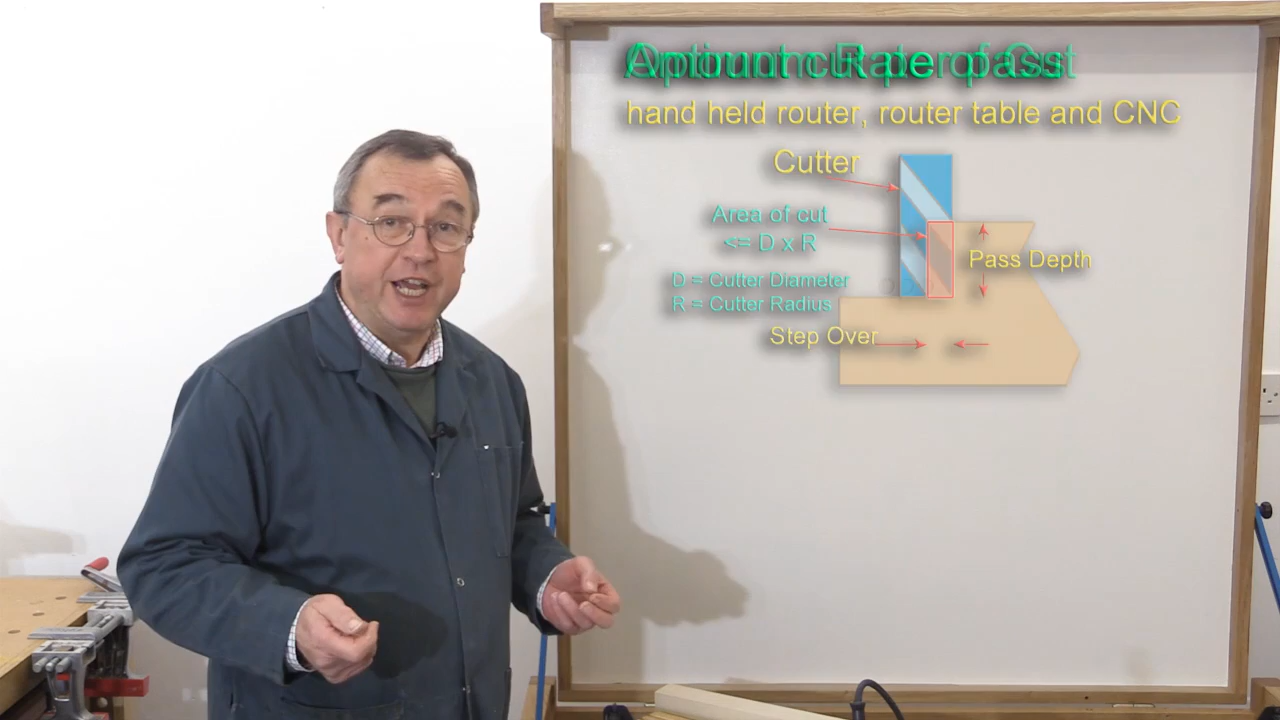 hand held router, router table and CNC
Cutter
Area of cut
<= D x R
Pass Depth
D = Cutter Diameter
R = Cutter Radius
Step Over